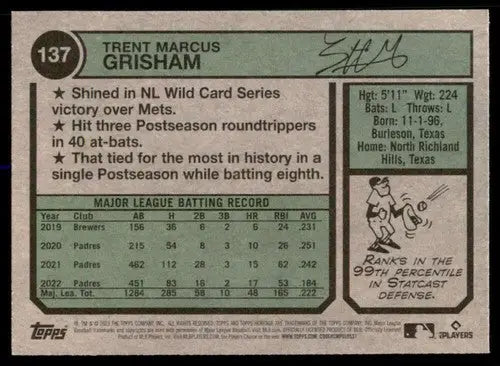 137
TRENT MARCUS
GRISHAM
★ Shined in NL Wild Card Series
victory over Mets.
★ Hit three Postseason roundtrippers
in 40 at-bats.
★ That tied for the most in history in a
single Postseason while batting eighth.
Hgt: 5'11" Wgt: 224
Bats: L Throws: L
Born: 11-1-96,
Burleson, Texas
Home: North Richland
Hills, Texas
MAJOR LEAGUE BATTING RECORD
Year Club AB H 2B 3B HR RBI AVG
2019 Brewers 156 36 6 2 6 24 .231
2020 Padres 215 54 8 3 10 26 .251
2021 Padres 462 112 28 3 15 62 .242
2022 Padres 451 83 16 2 17 53 .184
Maj. Lea. Tot. 1284 285 58 10 48 165 .222
RANKS IN THE
99TH PERCENTILE
IN STATCAST
DEFENSE.
Topps
MLB
PLAYERS